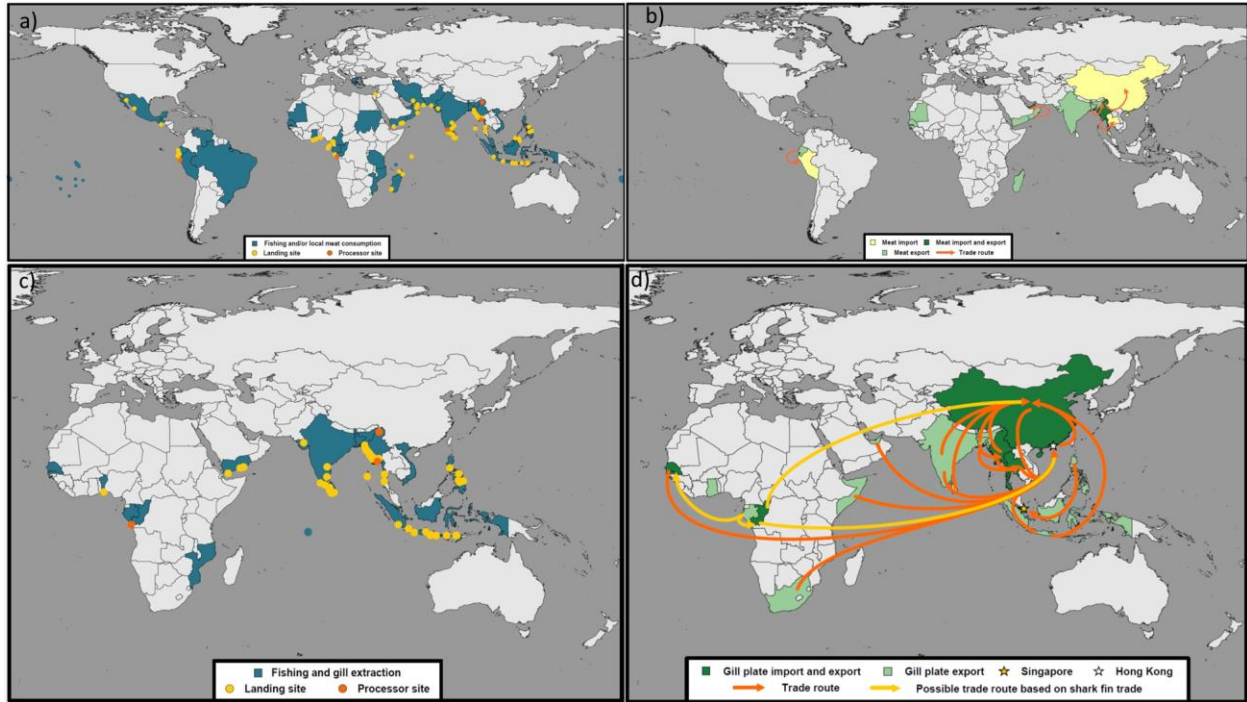 a)
Fishing and/or local meat consumption
Landing site Processor site
b)
Meat import Meat import and export
Meat export Trade route
c)
Fishing and gill extraction
Landing site Processor site
d)
Gill plate import and export Gill plate export Singapore Hong Kong
Trade route Possible trade route based on shark fin trade